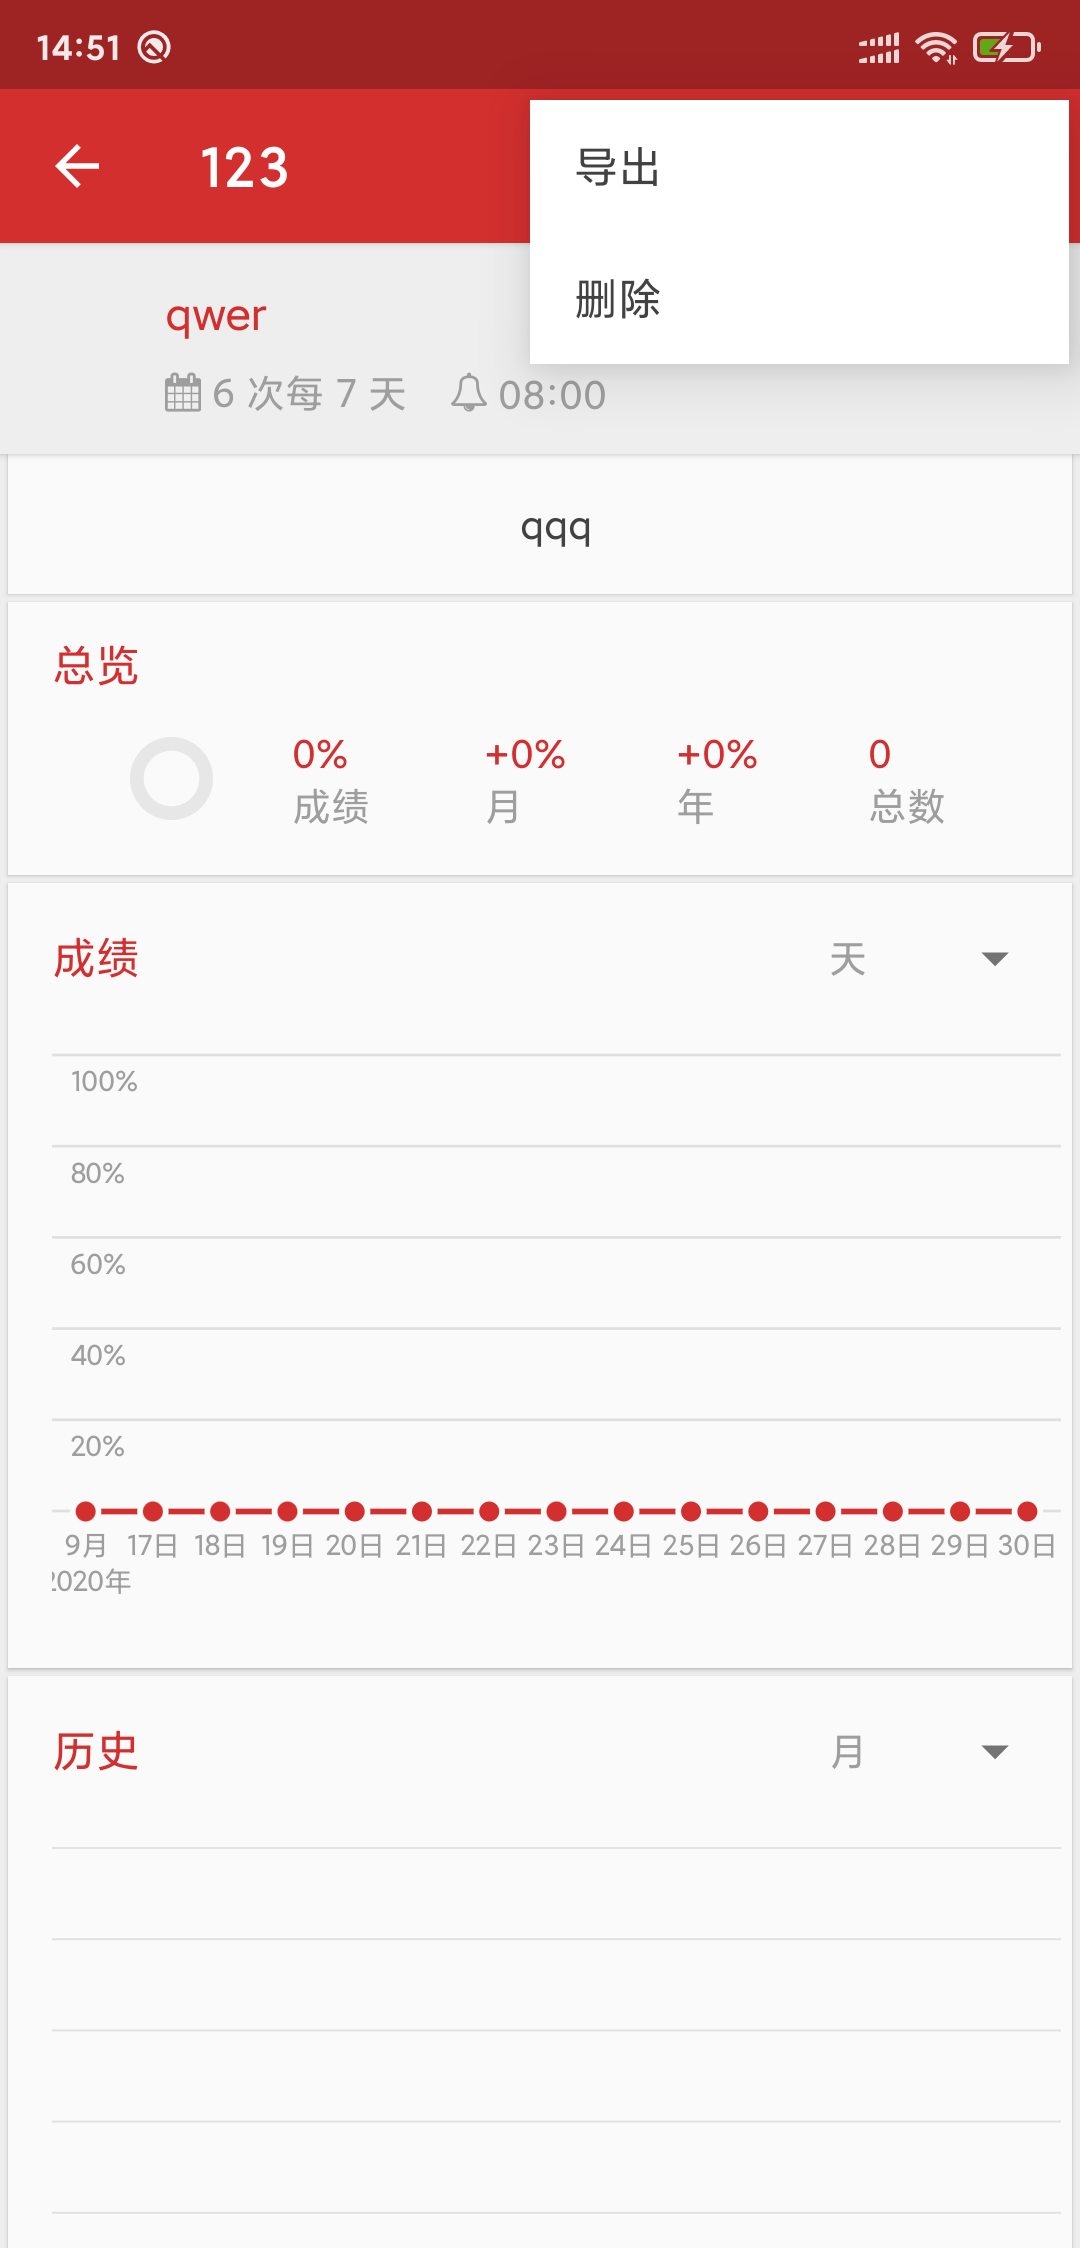 14:51
123
导出
删除
qwer
6 次每 7 天
08:00
qqq
总览
0%
成绩
+0%
月
+0%
年
0
总数
成绩
天
100%
80%
60%
40%
20%
9月 17日 18日 19日 20日 21日 22日 23日 24日 25日 26日 27日 28日 29日 30日
2020年
历史
月